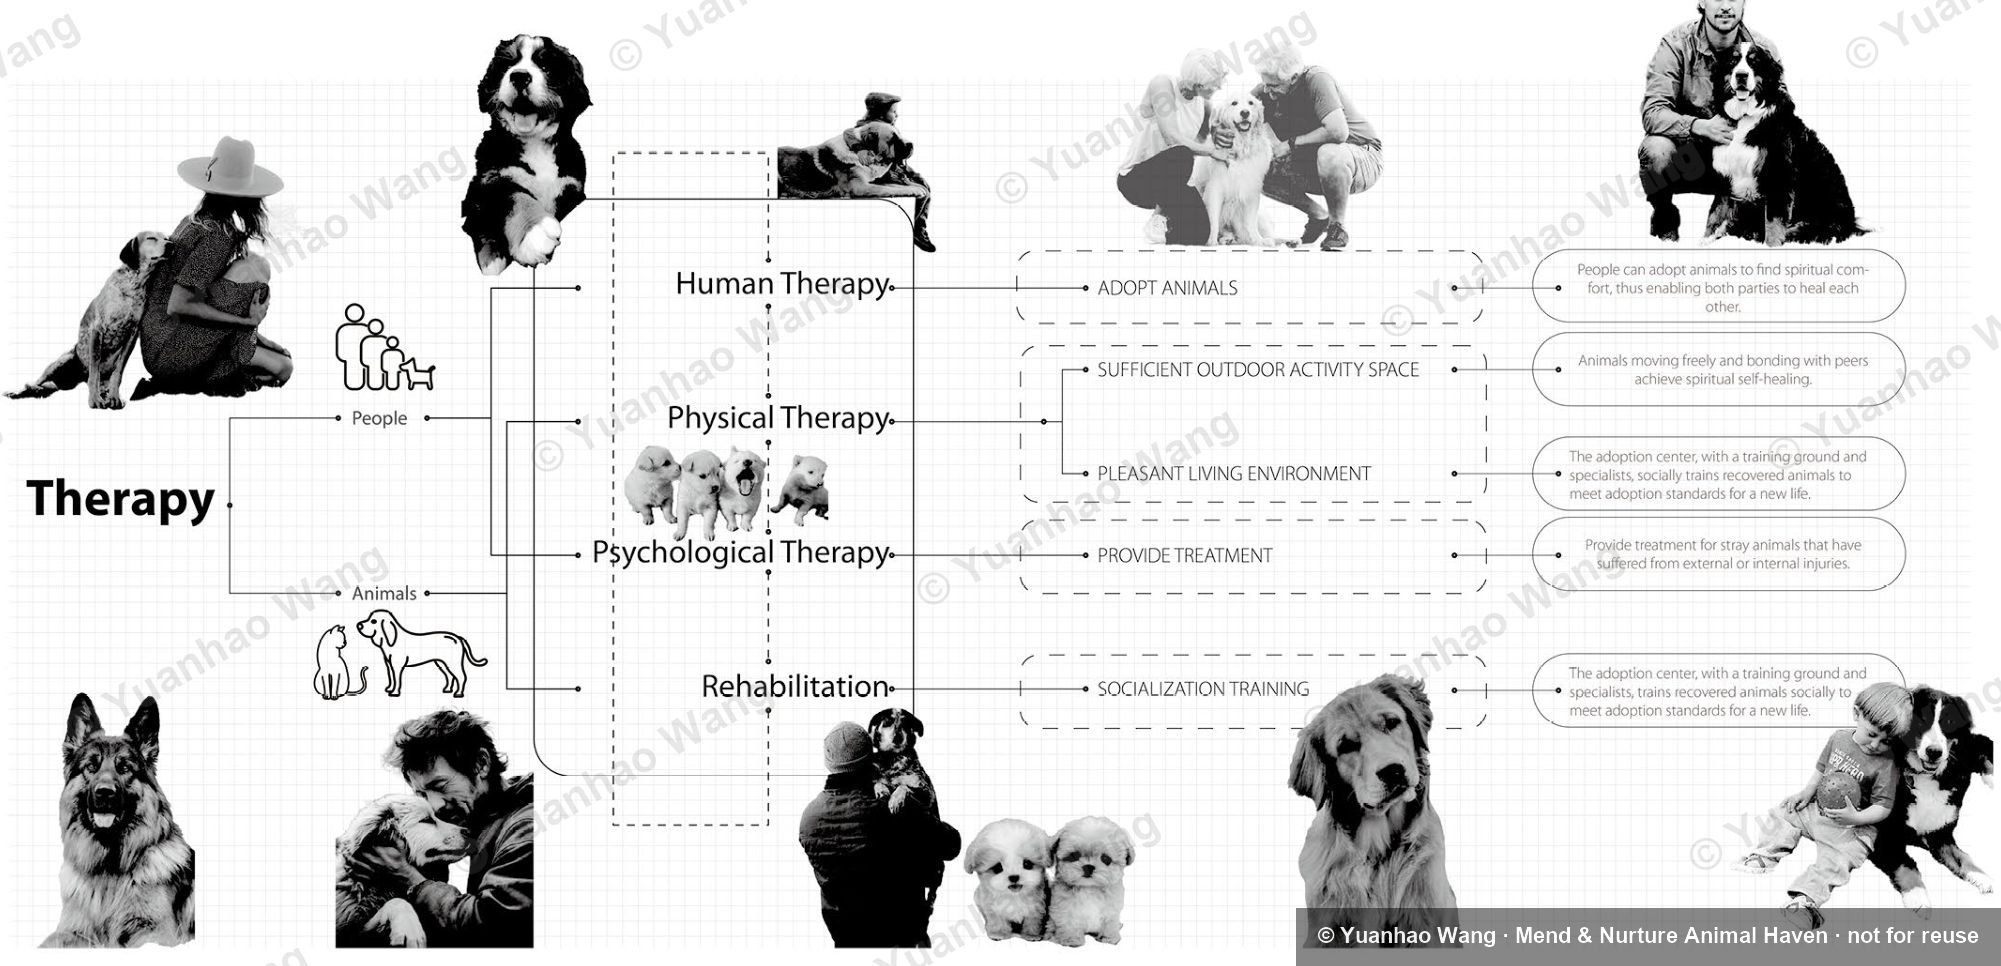 Therapy
People
Animals
Human Therapy
Physical Therapy
Psychological Therapy
Rehabilitation
ADOPT ANIMALS
SUFFICIENT OUTDOOR ACTIVITY SPACE
PLEASANT LIVING ENVIRONMENT
PROVIDE TREATMENT
SOCIALIZATION TRAINING
People can adopt animals to find spiritual com-
fort, thus enabling both parties to heal each
other.
Animals moving freely and bonding with peers
achieve spiritual self-healing.
The adoption center, with a training ground and
specialists, socially trains recovered animals to
meet adoption standards for a new life.
Provide treatment for stray animals that have
suffered from external or internal injuries.
The adoption center, with a training ground and
specialists, trains recovered animals socially to
meet adoption standards for a new life.
© Yuanhao Wang
© Yuanhao Wang · Mend & Nurture Animal Haven · not for reuse